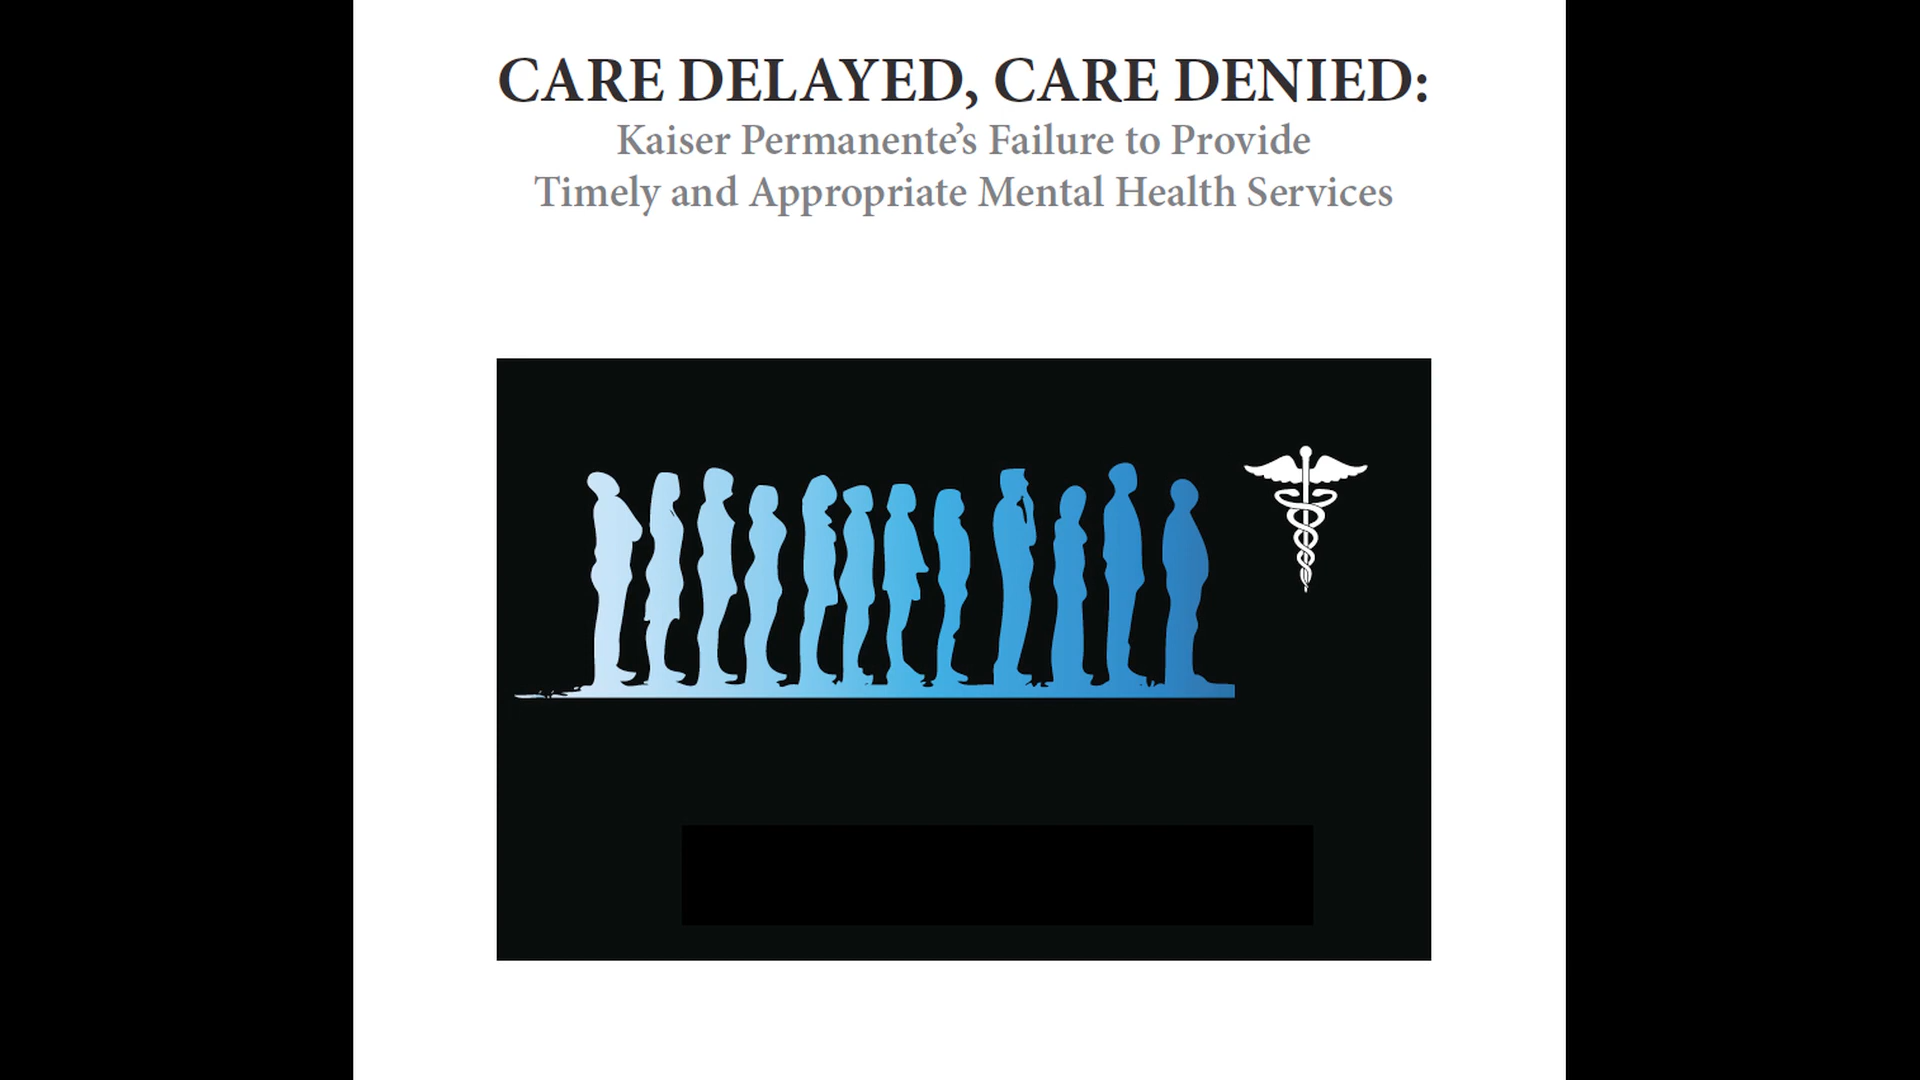 CARE DELAYED, CARE DENIED:
Kaiser Permanente’s Failure to Provide
Timely and Appropriate Mental Health Services